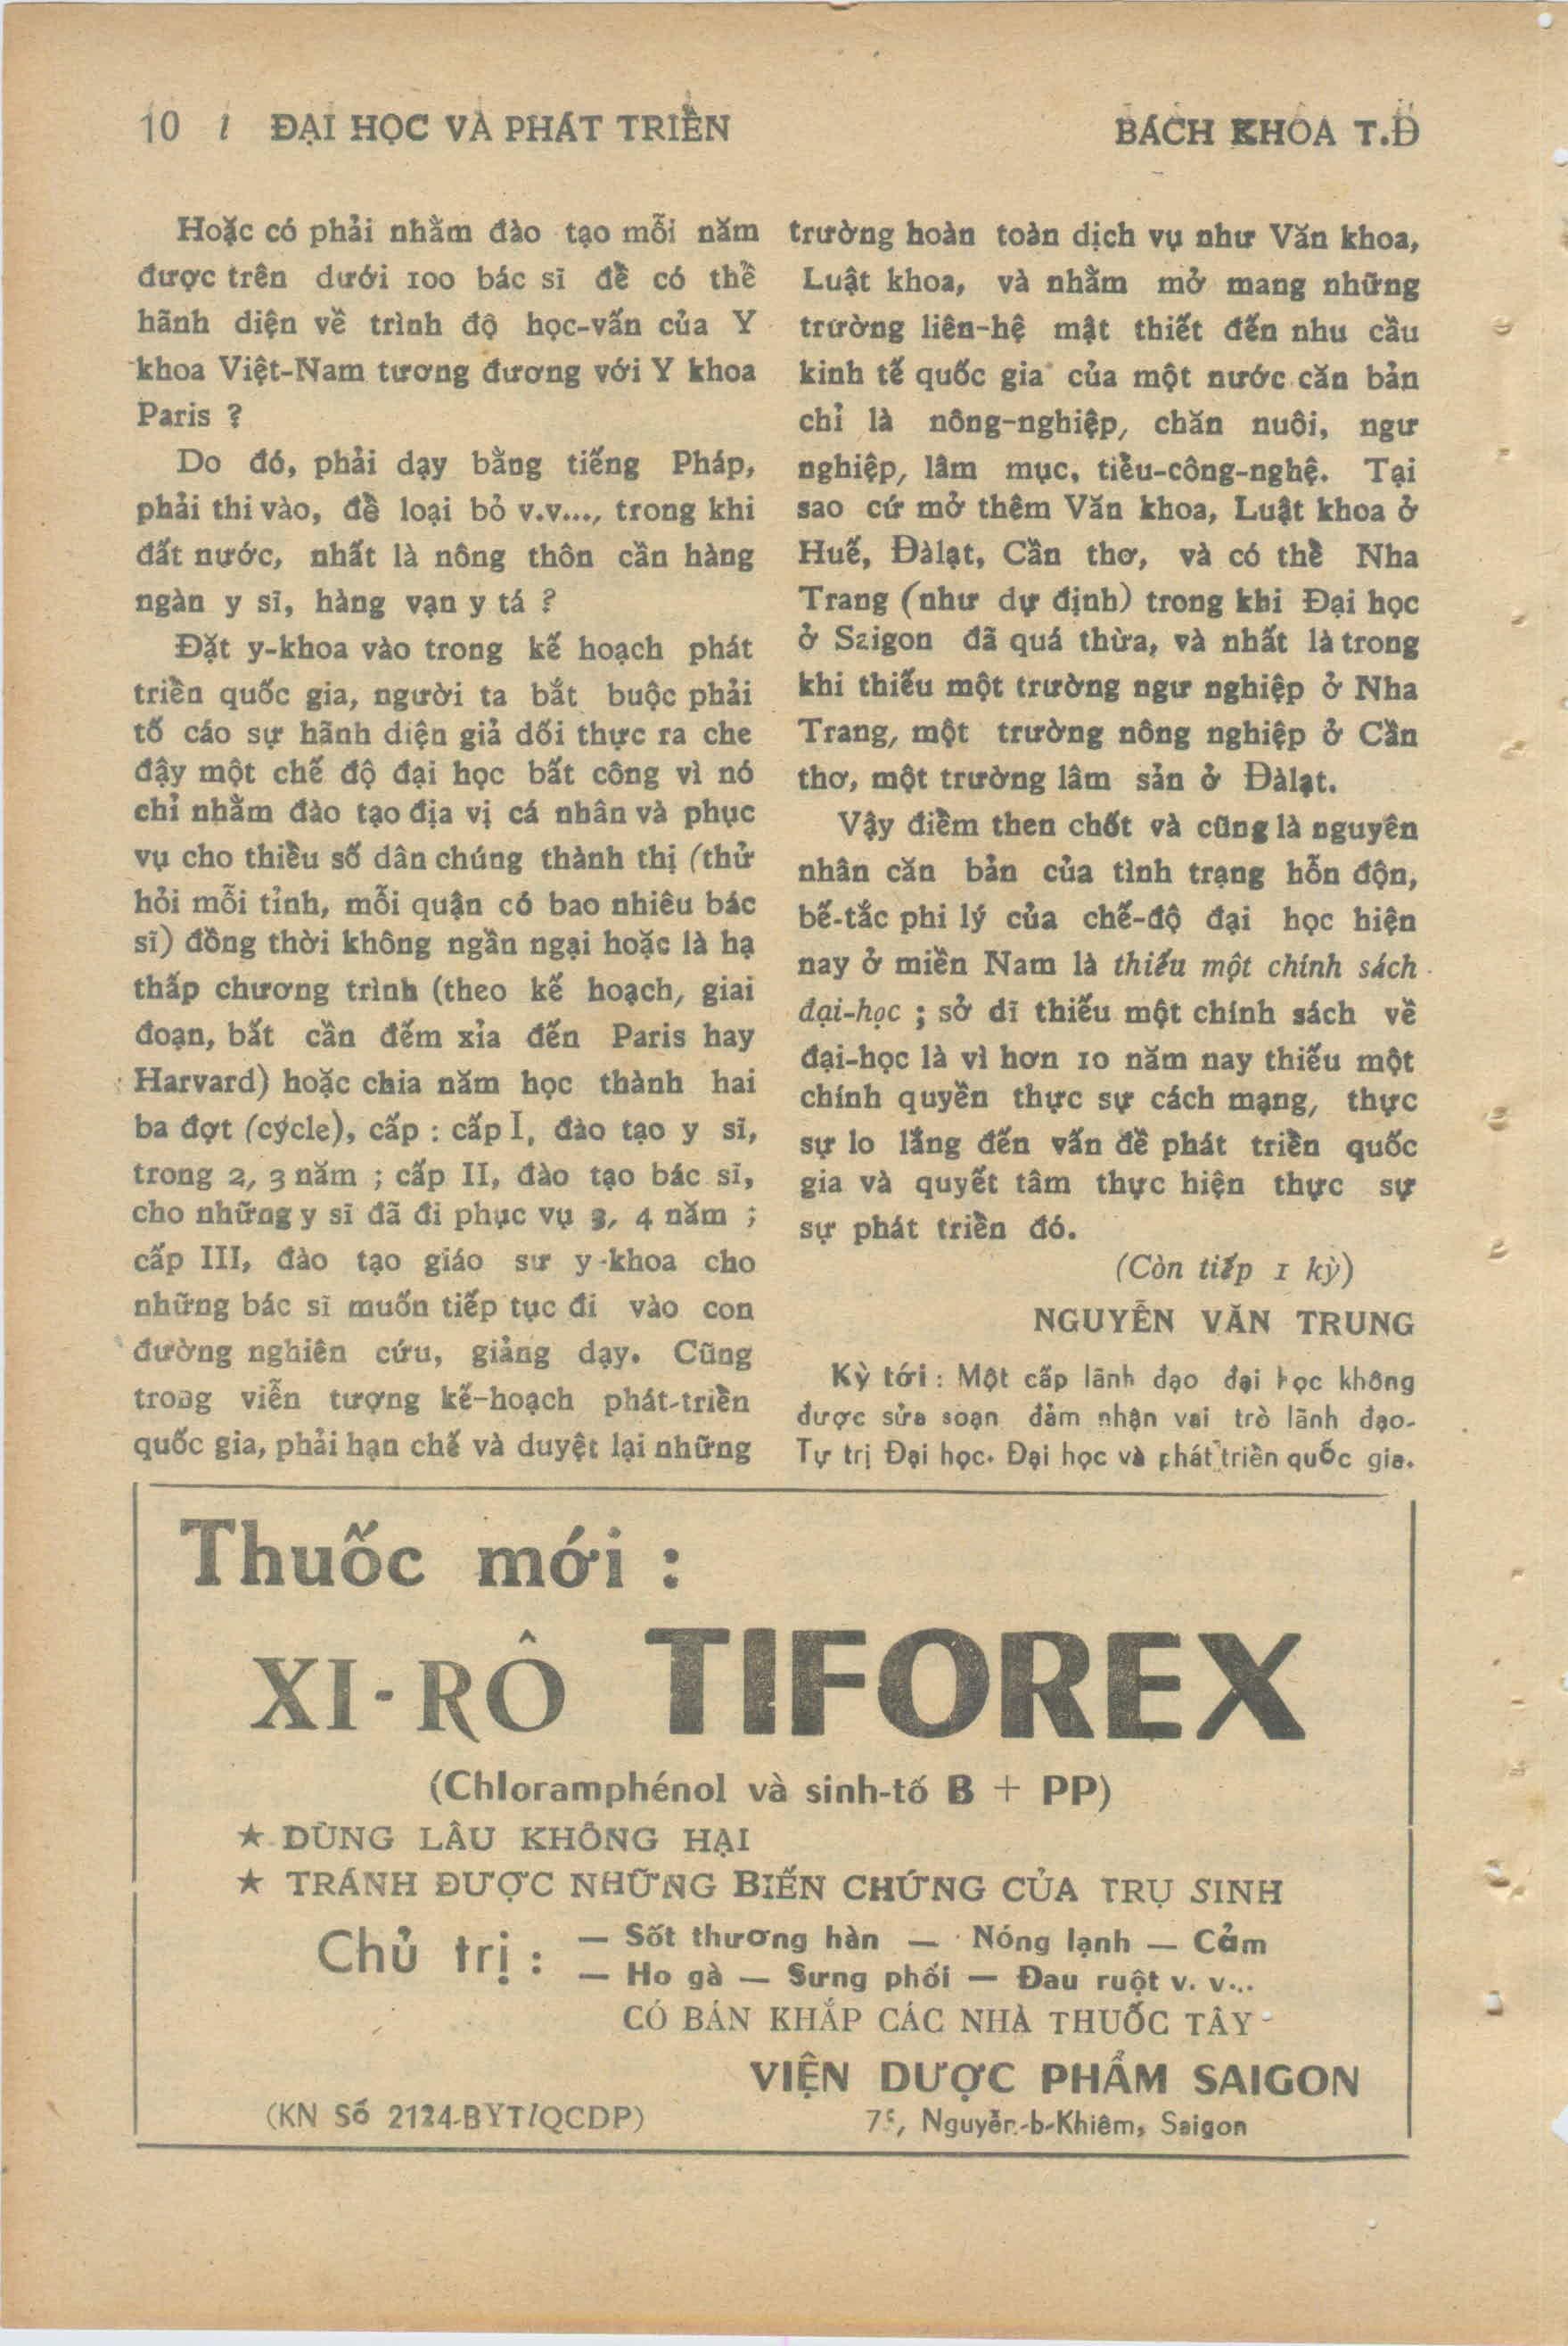 10 / ĐẠI HỌC VÀ PHÁT TRIỂN
BÁCH KHOA T.Đ
Hoặc có phải nhằm đào tạo mỗi năm
được trên dưới 100 bác sĩ để có thể
hãnh diện về trình độ học-vấn của Y
khoa Việt-Nam tương đương với Y khoa
Paris ?
Do đó, phải dạy bằng tiếng Pháp,
phải thi vào, để loại bỏ v.v..., trong khi
đất nước, nhất là nông thôn cần hàng
ngàn y sĩ, hàng vạn y tá ?
Đặt y-khoa vào trong kế hoạch phát
triển quốc gia, người ta bắt buộc phải
tố cáo sự hãnh diện giả dối thực ra che
đậy một chế độ đại học bất công vì nó
chỉ nhằm đào tạo địa vị cá nhân và phục
vụ cho thiểu số dân chúng thành thị (thử
hỏi mỗi tỉnh, mỗi quận có bao nhiêu bác
sĩ) đồng thời không ngần ngại hoặc là hạ
thấp chương trình (theo kế hoạch, giai
đoạn, bất cần đếm xỉa đến Paris hay
Harvard) hoặc chia năm học thành hai
ba đợt (cýcle), cấp : cấp I, đào tạo y sĩ,
trong 2, 3 năm ; cấp II, đào tạo bác sĩ,
cho những y sĩ đã đi phục vụ 3, 4 năm ;
cấp III, đào tạo giáo sư y-khoa cho
những bác sĩ muốn tiếp tục đi vào con
đường nghiên cứu, giảng dạy. Cũng
trong viễn tượng kế-hoạch phát-triển
quốc gia, phải hạn chế và duyệt lại những
trường hoàn toàn dịch vụ như Văn khoa,
Luật khoa, và nhằm mở mang những
trường liên-hệ mật thiết đến nhu cầu
kinh tế quốc gia của một nước căn bản
chỉ là nông-nghiệp, chăn nuôi, ngư
nghiệp, lâm mục, tiểu-công-nghệ. Tại
sao cứ mở thêm Văn khoa, Luật khoa ở
Huế, Đàlạt, Cần thơ, và có thể Nha
Trang (như dự định) trong khi Đại học
ở Saigon đã quá thừa, và nhất là trong
khi thiếu một trường ngư nghiệp ở Nha
Trang, một trường nông nghiệp ở Cần
thơ, một trường lâm sản ở Đàlạt.
Vậy điểm then chốt và cũng là nguyên
nhân căn bản của tình trạng hỗn độn,
bế-tắc phi lý của chế-độ đại học hiện
nay ở miền Nam là thiếu một chính sách
đại-học ; sở dĩ thiếu một chính sách về
đại-học là vì hơn 10 năm nay thiếu một
chính quyền thực sự cách mạng, thực
sự lo lắng đến vấn đề phát triển quốc
gia và quyết tâm thực hiện thực sự
sự phát triển đó.
(Còn tiếp 1 kỳ)
NGUYỄN VĂN TRUNG
Kỳ tới : Một cấp lãnh đạo đại học không
được sửa soạn đảm nhận vai trò lãnh đạo.
Tự trị Đại học. Đại học và phát triển quốc gia.
Thuốc mới :
XI-RÔ TIFOREX
(Chloramphénol và sinh-tố B + PP)
★ DÙNG LÂU KHÔNG HẠI
★ TRÁNH ĐƯỢC NHỮNG BIẾN CHỨNG CỦA TRỤ SINH
Chủ trị : — Sốt thương hàn — Nóng lạnh — Cảm
— Ho gà — Sưng phổi — Đau ruột v. v...
CÓ BÁN KHẮP CÁC NHÀ THUỐC TÂY
VIỆN DƯỢC PHẨM SAIGON
(KN Số 2124-BYT/QCDP)
Nguyễn-b-Khiêm, Saigon